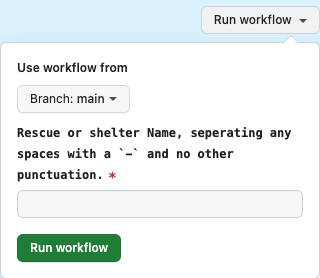 Run workflow
Use workflow from
Branch: main
Rescue or shelter Name, seperating any
spaces with a `-` and no other
punctuation. *
Run workflow